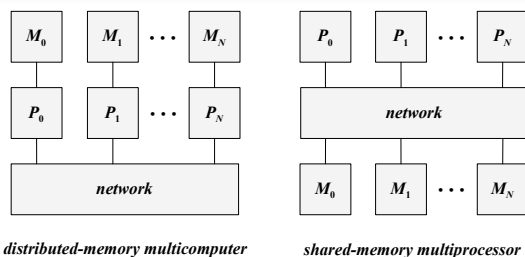 M0 M1 ... MN P0 P1 ... PN
P0 P1 ... PN network
network M0 M1 ... MN
distributed-memory multicomputer shared-memory multiprocessor